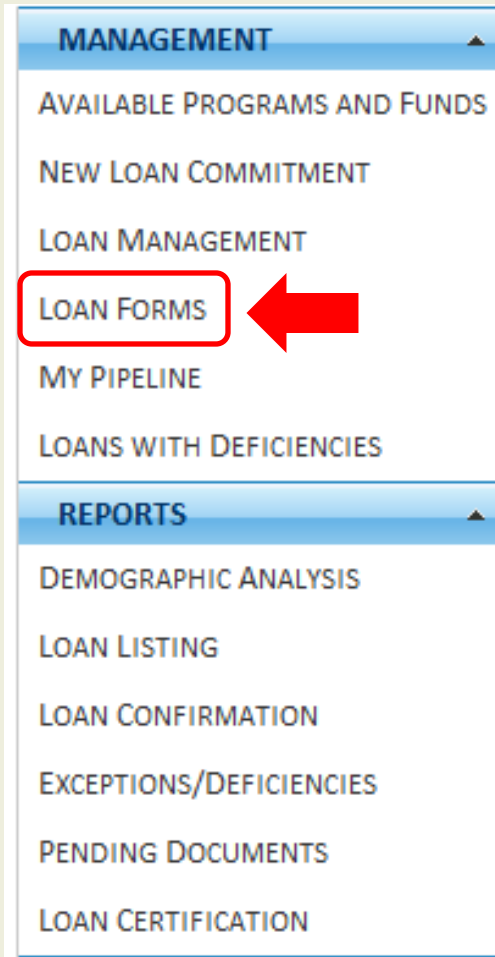 MANAGEMENT
AVAILABLE PROGRAMS AND FUNDS
NEW LOAN COMMITMENT
LOAN MANAGEMENT
LOAN FORMS
MY PIPELINE
LOANS WITH DEFICIENCIES
REPORTS
DEMOGRAPHIC ANALYSIS
LOAN LISTING
LOAN CONFIRMATION
EXCEPTIONS/DEFICIENCIES
PENDING DOCUMENTS
LOAN CERTIFICATION